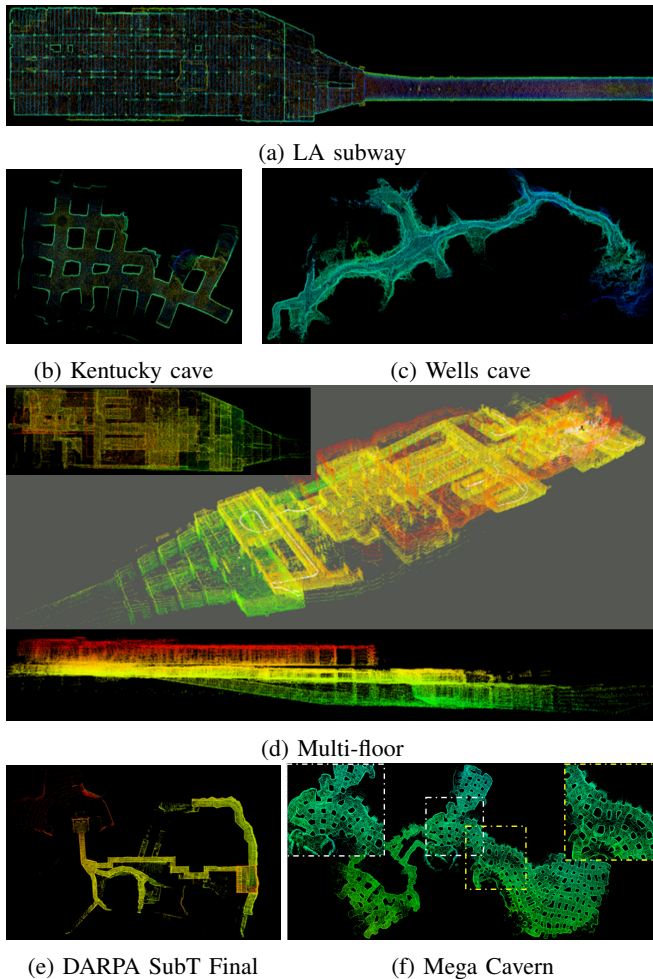 (a) LA subway
(b) Kentucky cave
(c) Wells cave
(d) Multi-floor
(e) DARPA SubT Final
(f) Mega Cavern